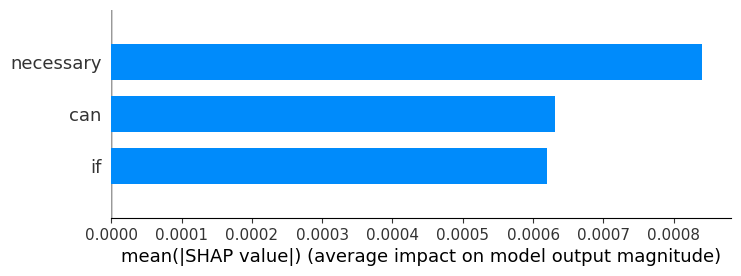 necessary
can
if
0.0000 0.0001 0.0002 0.0003 0.0004 0.0005 0.0006 0.0007 0.0008
mean(|SHAP value|) (average impact on model output magnitude)